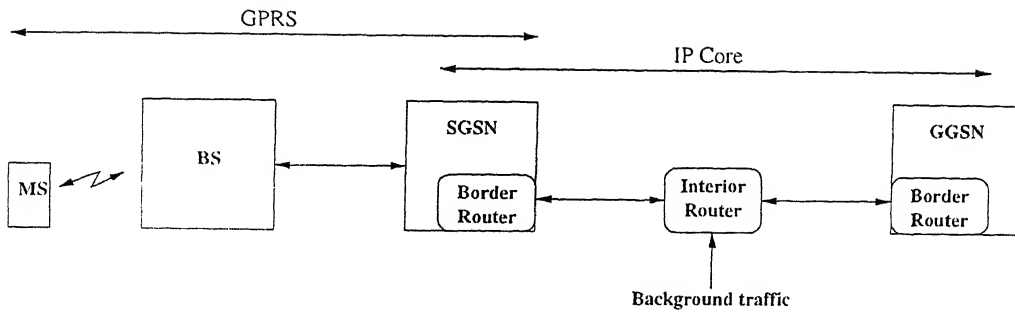 GPRS
IP Core
SGSN
GGSN
BS
MS
Border
Router
Interior
Router
Border
Router
Background traffic